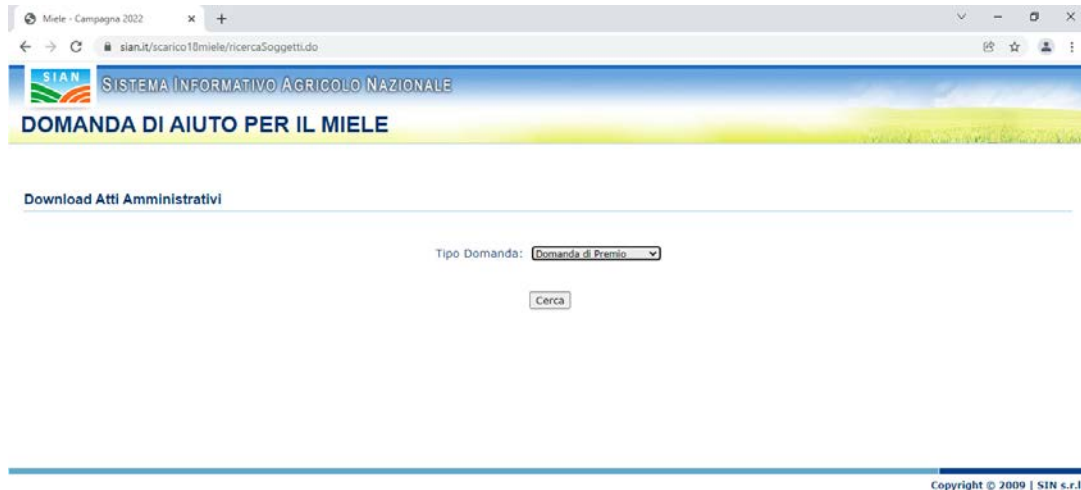 Miele - Campagna 2022
sian.it/scarico18miele/ricercaSoggetti.do
SIAN
SISTEMA INFORMATIVO AGRICOLO NAZIONALE
DOMANDA DI AIUTO PER IL MIELE
Download Atti Amministrativi
Tipo Domanda: Domanda di Premio
Cerca
Copyright © 2009 | SIN s.r.l